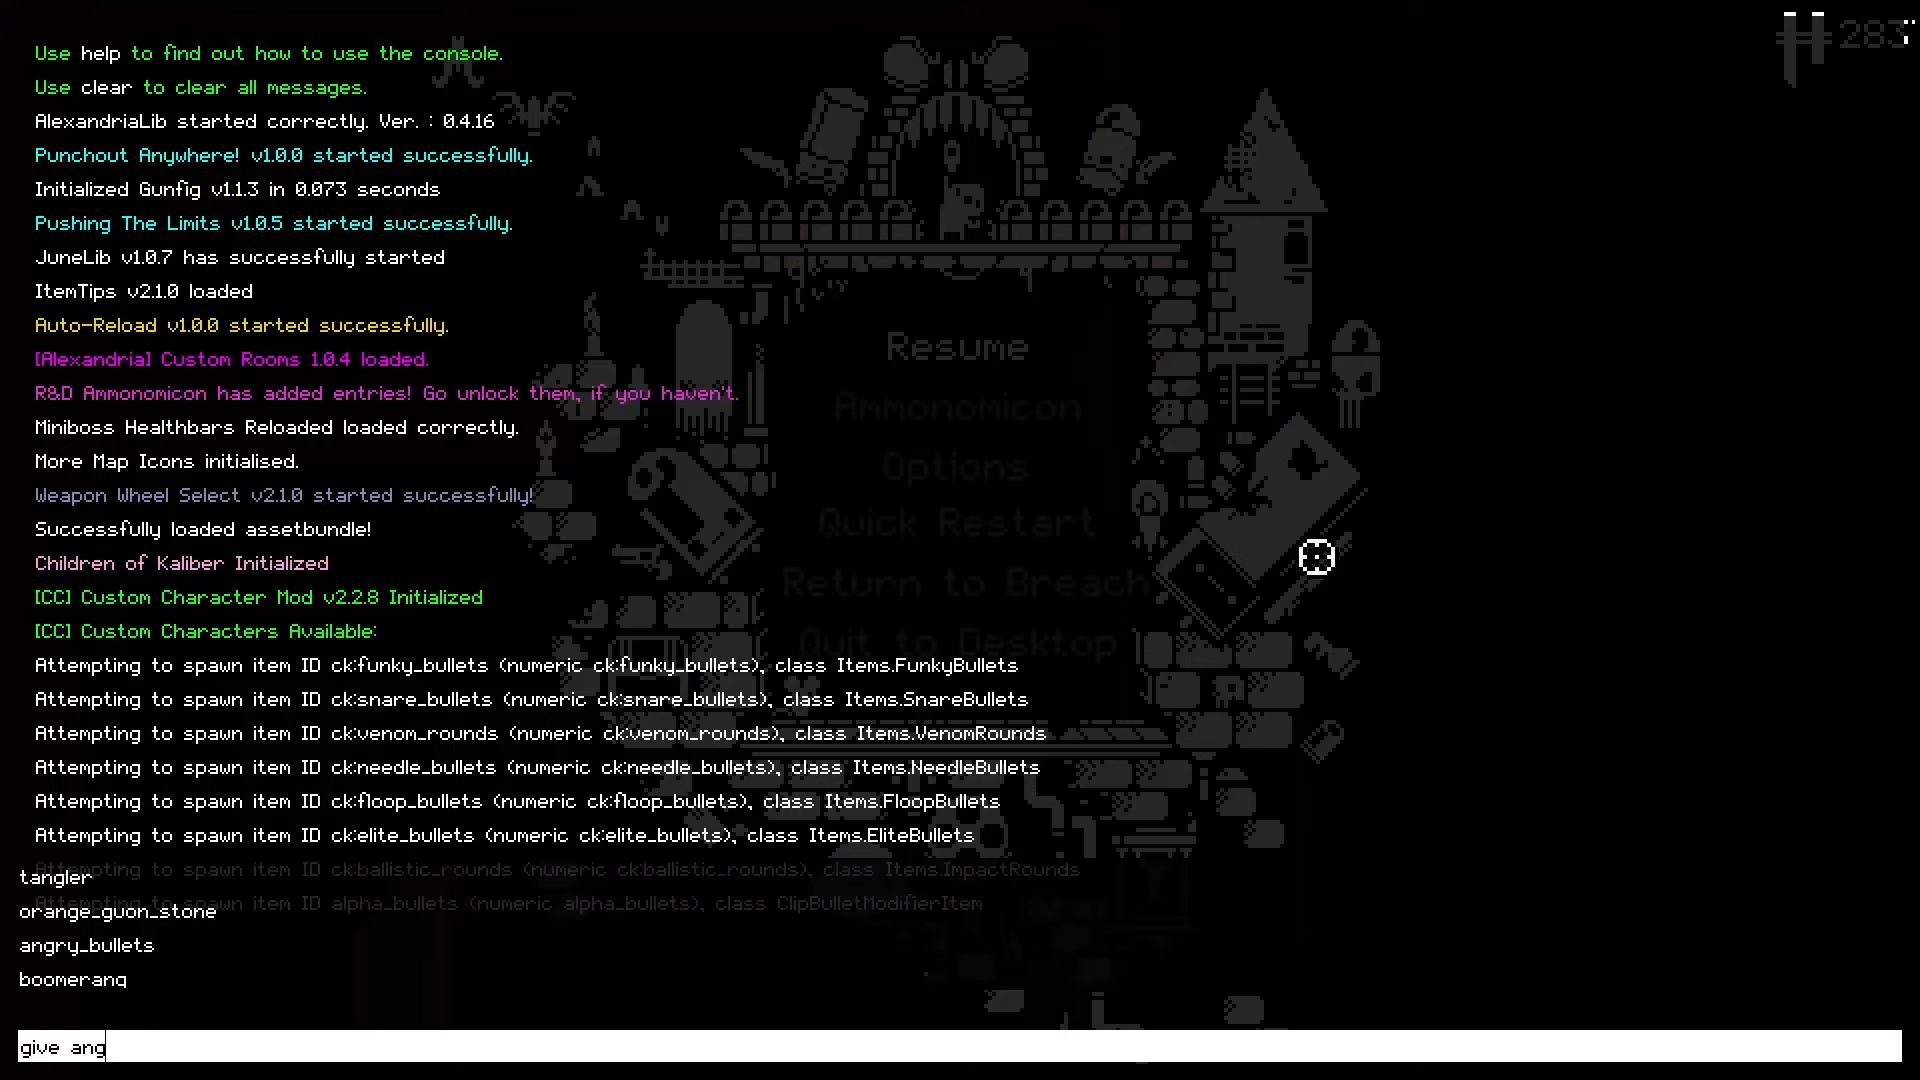 283
Use help to find out how to use the console.
Use clear to clear all messages.
AlexandriaLib started correctly. Ver. : 0.4.16
Punchout Anywhere! v1.0.0 started successfully.
Initialized Gunfig v1.1.3 in 0.073 seconds
Pushing The Limits v1.0.5 started successfully.
JuneLib v1.0.7 has successfully started
ItemTips v2.1.0 loaded
Auto-Reload v1.0.0 started successfully.
[Alexandria] Custom Rooms 1.0.4 loaded.
R&D Ammonomicon has added entries! Go unlock them, if you haven't.
Miniboss Healthbars Reloaded loaded correctly.
More Map Icons initialised.
Weapon Wheel Select v2.1.0 started successfully!
Successfully loaded assetbundle!
Children of Kaliber Initialized
[CC] Custom Character Mod v2.2.8 Initialized
[CC] Custom Characters Available:
Attempting to spawn item ID ck:funky_bullets (numeric ck:funky_bullets), class Items.FunkyBullets
Attempting to spawn item ID ck:snare_bullets (numeric ck:snare_bullets), class Items.SnareBullets
Attempting to spawn item ID ck:venom_rounds (numeric ck:venom_rounds), class Items.VenomRounds
Attempting to spawn item ID ck:needle_bullets (numeric ck:needle_bullets), class Items.NeedleBullets
Attempting to spawn item ID ck:floop_bullets (numeric ck:floop_bullets), class Items.FloopBullets
Attempting to spawn item ID ck:elite_bullets (numeric ck:elite_bullets), class Items.EliteBullets
Attempting to spawn item ID ck:ballistic_rounds (numeric ck:ballistic_rounds), class Items.ImpactRounds
Attempting to spawn item ID alpha_bullets (numeric alpha_bullets), class ClipBulletModifierItem
tangler
orange_guon_stone
angry_bullets
boomerang
give ang
Resume
Ammonomicon
Options
Quick Restart
Return to Breach
Quit to Desktop